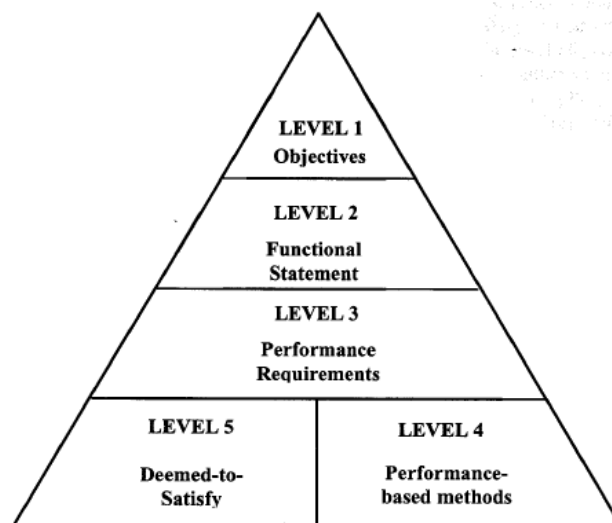 LEVEL 1
Objectives
LEVEL 2
Functional
Statement
LEVEL 3
Performance
Requirements
LEVEL 5
Deemed-to-
Satisfy
LEVEL 4
Performance-
based methods